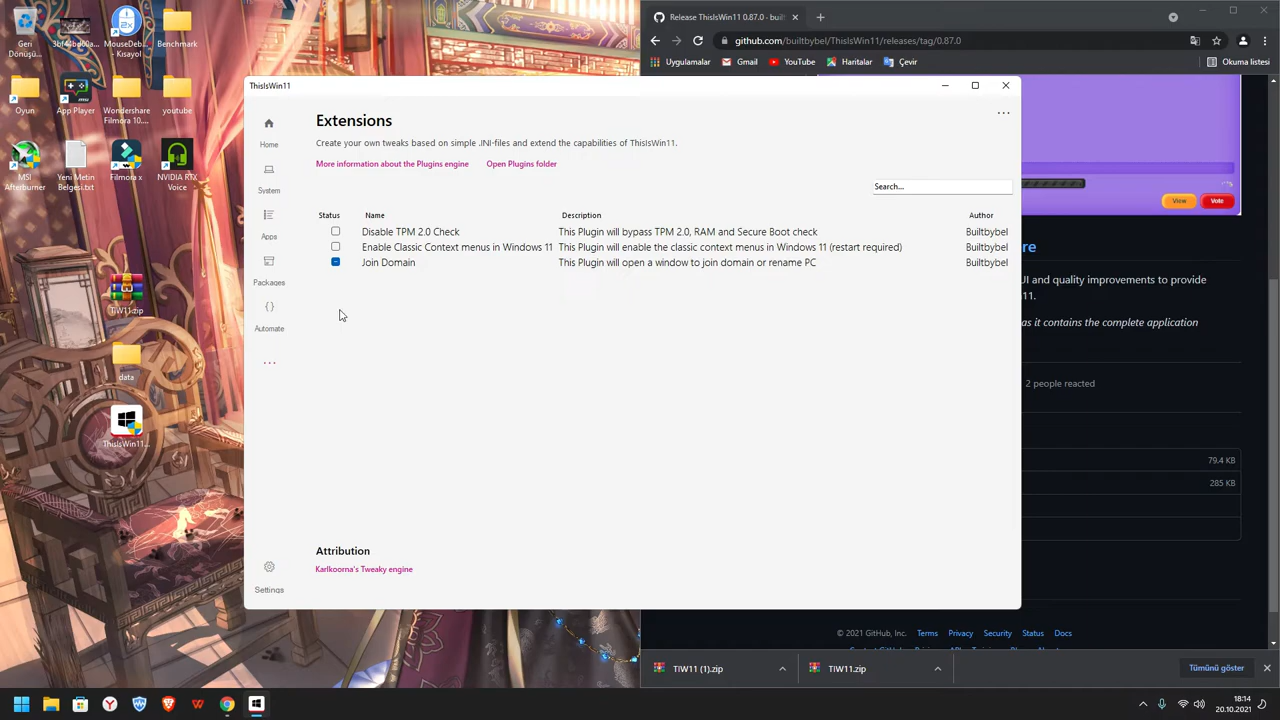 Geri
Dönüşü...
3bf44bd60a...
MouseDeb...
- Kısayol
Benchmark
Oyun
App Player
Wondershare
Filmora 10....
youtube
MSI
Afterburner
Yeni Metin
Belgesi.txt
Filmora x
NVIDIA RTX
Voice
TIW11.zip
data
ThisIsWin11...
Release ThisIsWin11 0.87.0 · buil
github.com/builtbybel/ThisIsWin11/releases/tag/0.87.0
Uygulamalar
Gmail
YouTube
Haritalar
Çevir
Okuma listesi
ThisIsWin11
Home
System
Apps
Packages
Automate
Settings
Extensions
Create your own tweaks based on simple .INI-files and extend the capabilities of ThisIsWin11.
More information about the Plugins engine
Open Plugins folder
Search...
Status Name Description Author
Disable TPM 2.0 Check This Plugin will bypass TPM 2.0, RAM and Secure Boot check Builtbybel
Enable Classic Context menus in Windows 11 This Plugin will enable the classic context menus in Windows 11 (restart required) Builtbybel
Join Domain This Plugin will open a window to join domain or rename PC Builtbybel
Attribution
Karlkoorna's Tweaky engine
View
Vote
ere
UI and quality improvements to provide
11.
as it contains the complete application
2 people reacted
79.4 KB
285 KB
© 2021 GitHub, Inc.
Terms
Privacy
Security
Status
Docs
TIW11 (1).zip
TIW11.zip
Tümünü göster
18:14
20.10.2021